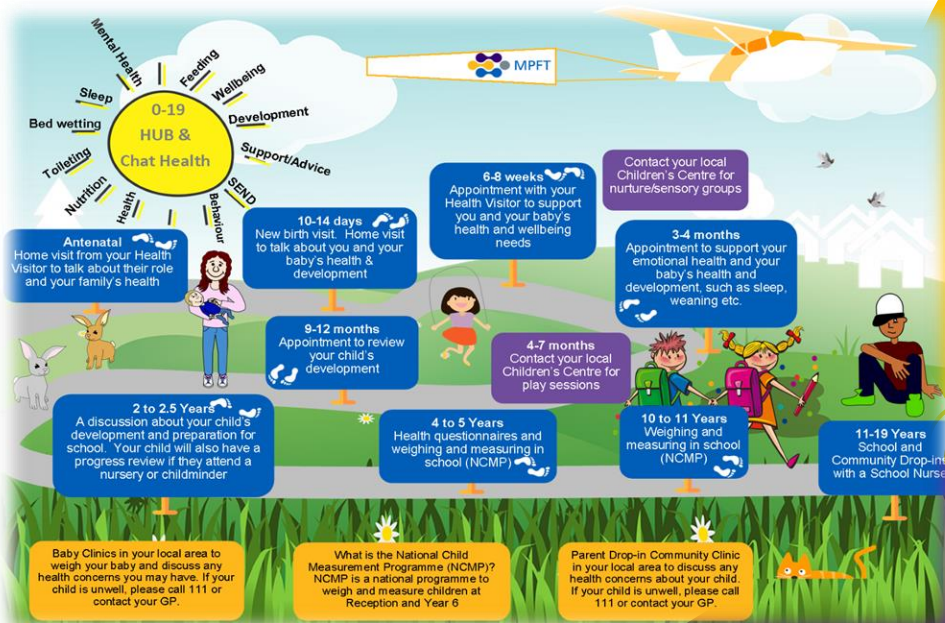 MPFT
Mental Health
Feeding
Wellbeing
Sleep
Development
Bed wetting
Support/Advice
Toileting
SEND
Nutrition
Behaviour
Health
0-19
HUB &
Chat Health
Antenatal
Home visit from your Health
Visitor to talk about their role
and your family's health
10-14 days
New birth visit. Home visit
to talk about you and your
baby's health &
development
6-8 weeks
Appointment with your
Health Visitor to support
you and your baby's
health and wellbeing
needs
Contact your local
Children's Centre for
nurture/sensory groups
3-4 months
Appointment to support your
emotional health and your
baby's health and
development, such as sleep,
weaning etc.
4-7 months
Contact your local
Children's Centre for
play sessions
9-12 months
Appointment to review
your child's
development
2 to 2.5 Years
A discussion about your child's
development and preparation for
school. Your child will also have a
progress review if they attend a
nursery or childminder
4 to 5 Years
Health questionnaires and
weighing and measuring in
school (NCMP)
10 to 11 Years
Weighing and
measuring in school
(NCMP)
11-19 Years
School and
Community Drop-ins
with a School Nurse
Baby Clinics in your local area to
weigh your baby and discuss any
health concerns you may have. If your
child is unwell, please call 111 or
contact your GP.
What is the National Child
Measurement Programme (NCMP)?
NCMP is a national programme to
weigh and measure children at
Reception and Year 6
Parent Drop-in Community Clinic
in your local area to discuss any
health concerns about your child.
If your child is unwell, please call
111 or contact your GP.